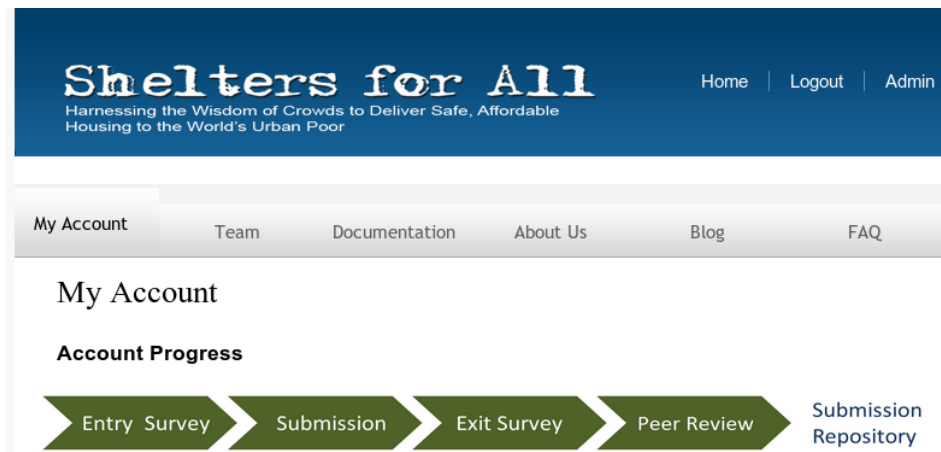 Shelters for All
Harnessing the Wisdom of Crowds to Deliver Safe, Affordable
Housing to the World's Urban Poor
Home Logout Admin
My Account Team Documentation About Us Blog FAQ
My Account
Account Progress
Entry Survey Submission Exit Survey Peer Review Submission
Repository